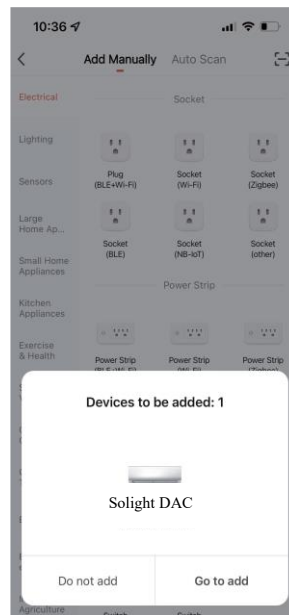 10:36
Add Manually Auto Scan
Electrical
Socket
Lighting
Plug
(BLE+Wi-Fi)
Socket
(Wi-Fi)
Socket
(Zigbee)
Sensors
Large
Home Ap...
Socket
(BLE)
Socket
(NB-IoT)
Socket
(other)
Small Home
Appliances
Power Strip
Kitchen
Appliances
Exercise
& Health
Power Strip
Power Strip
Power Strip
Devices to be added: 1
Solight DAC
Do not add Go to add
Agriculture